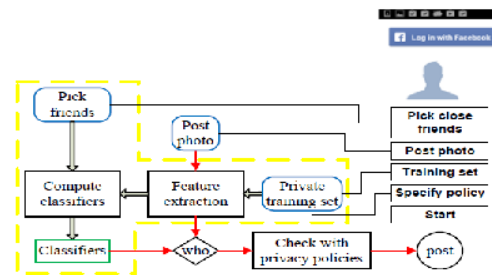 Log in with Facebook
Pick
friends
Post
photo
Pick close
friends
Post photo
Compute
classifiers
Feature
extraction
Private
training set
Training set
Specify policy
Start
Classifiers
who
Check with
privacy policies
post